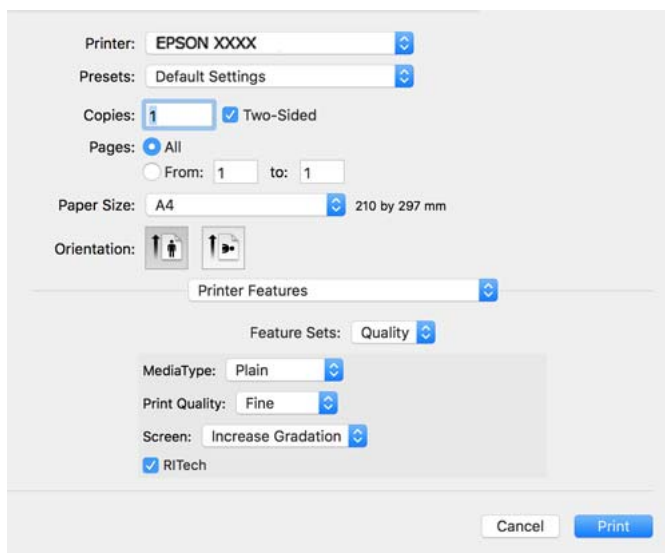 Printer: EPSON XXXX
Presets: Default Settings
Copies: 1 Two-Sided
Pages: All
From: 1 to: 1
Paper Size: A4 210 by 297 mm
Orientation:
Printer Features
Feature Sets: Quality
MediaType: Plain
Print Quality: Fine
Screen: Increase Gradation
RITech
Cancel Print